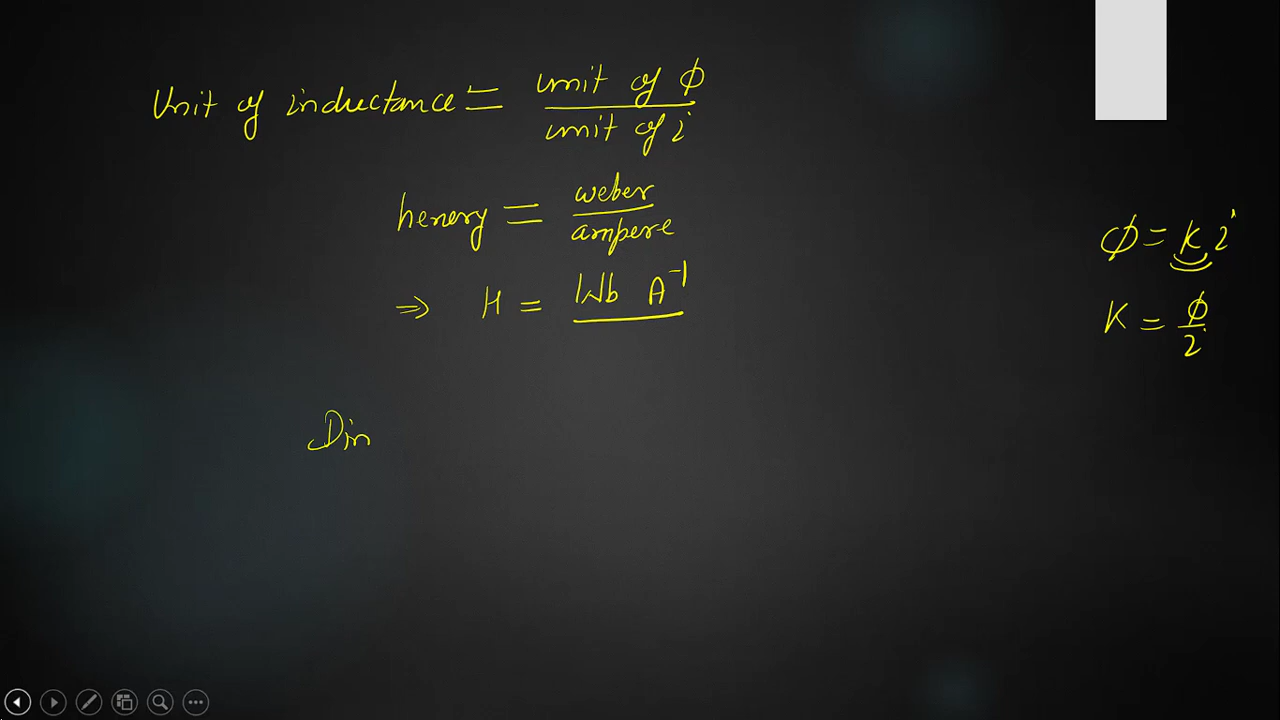 Unit of inductance = unit of ϕ / unit of i
henery = weber / ampere
⇒ H = Wb A⁻¹
ϕ = k i
K = ϕ / i
Dim